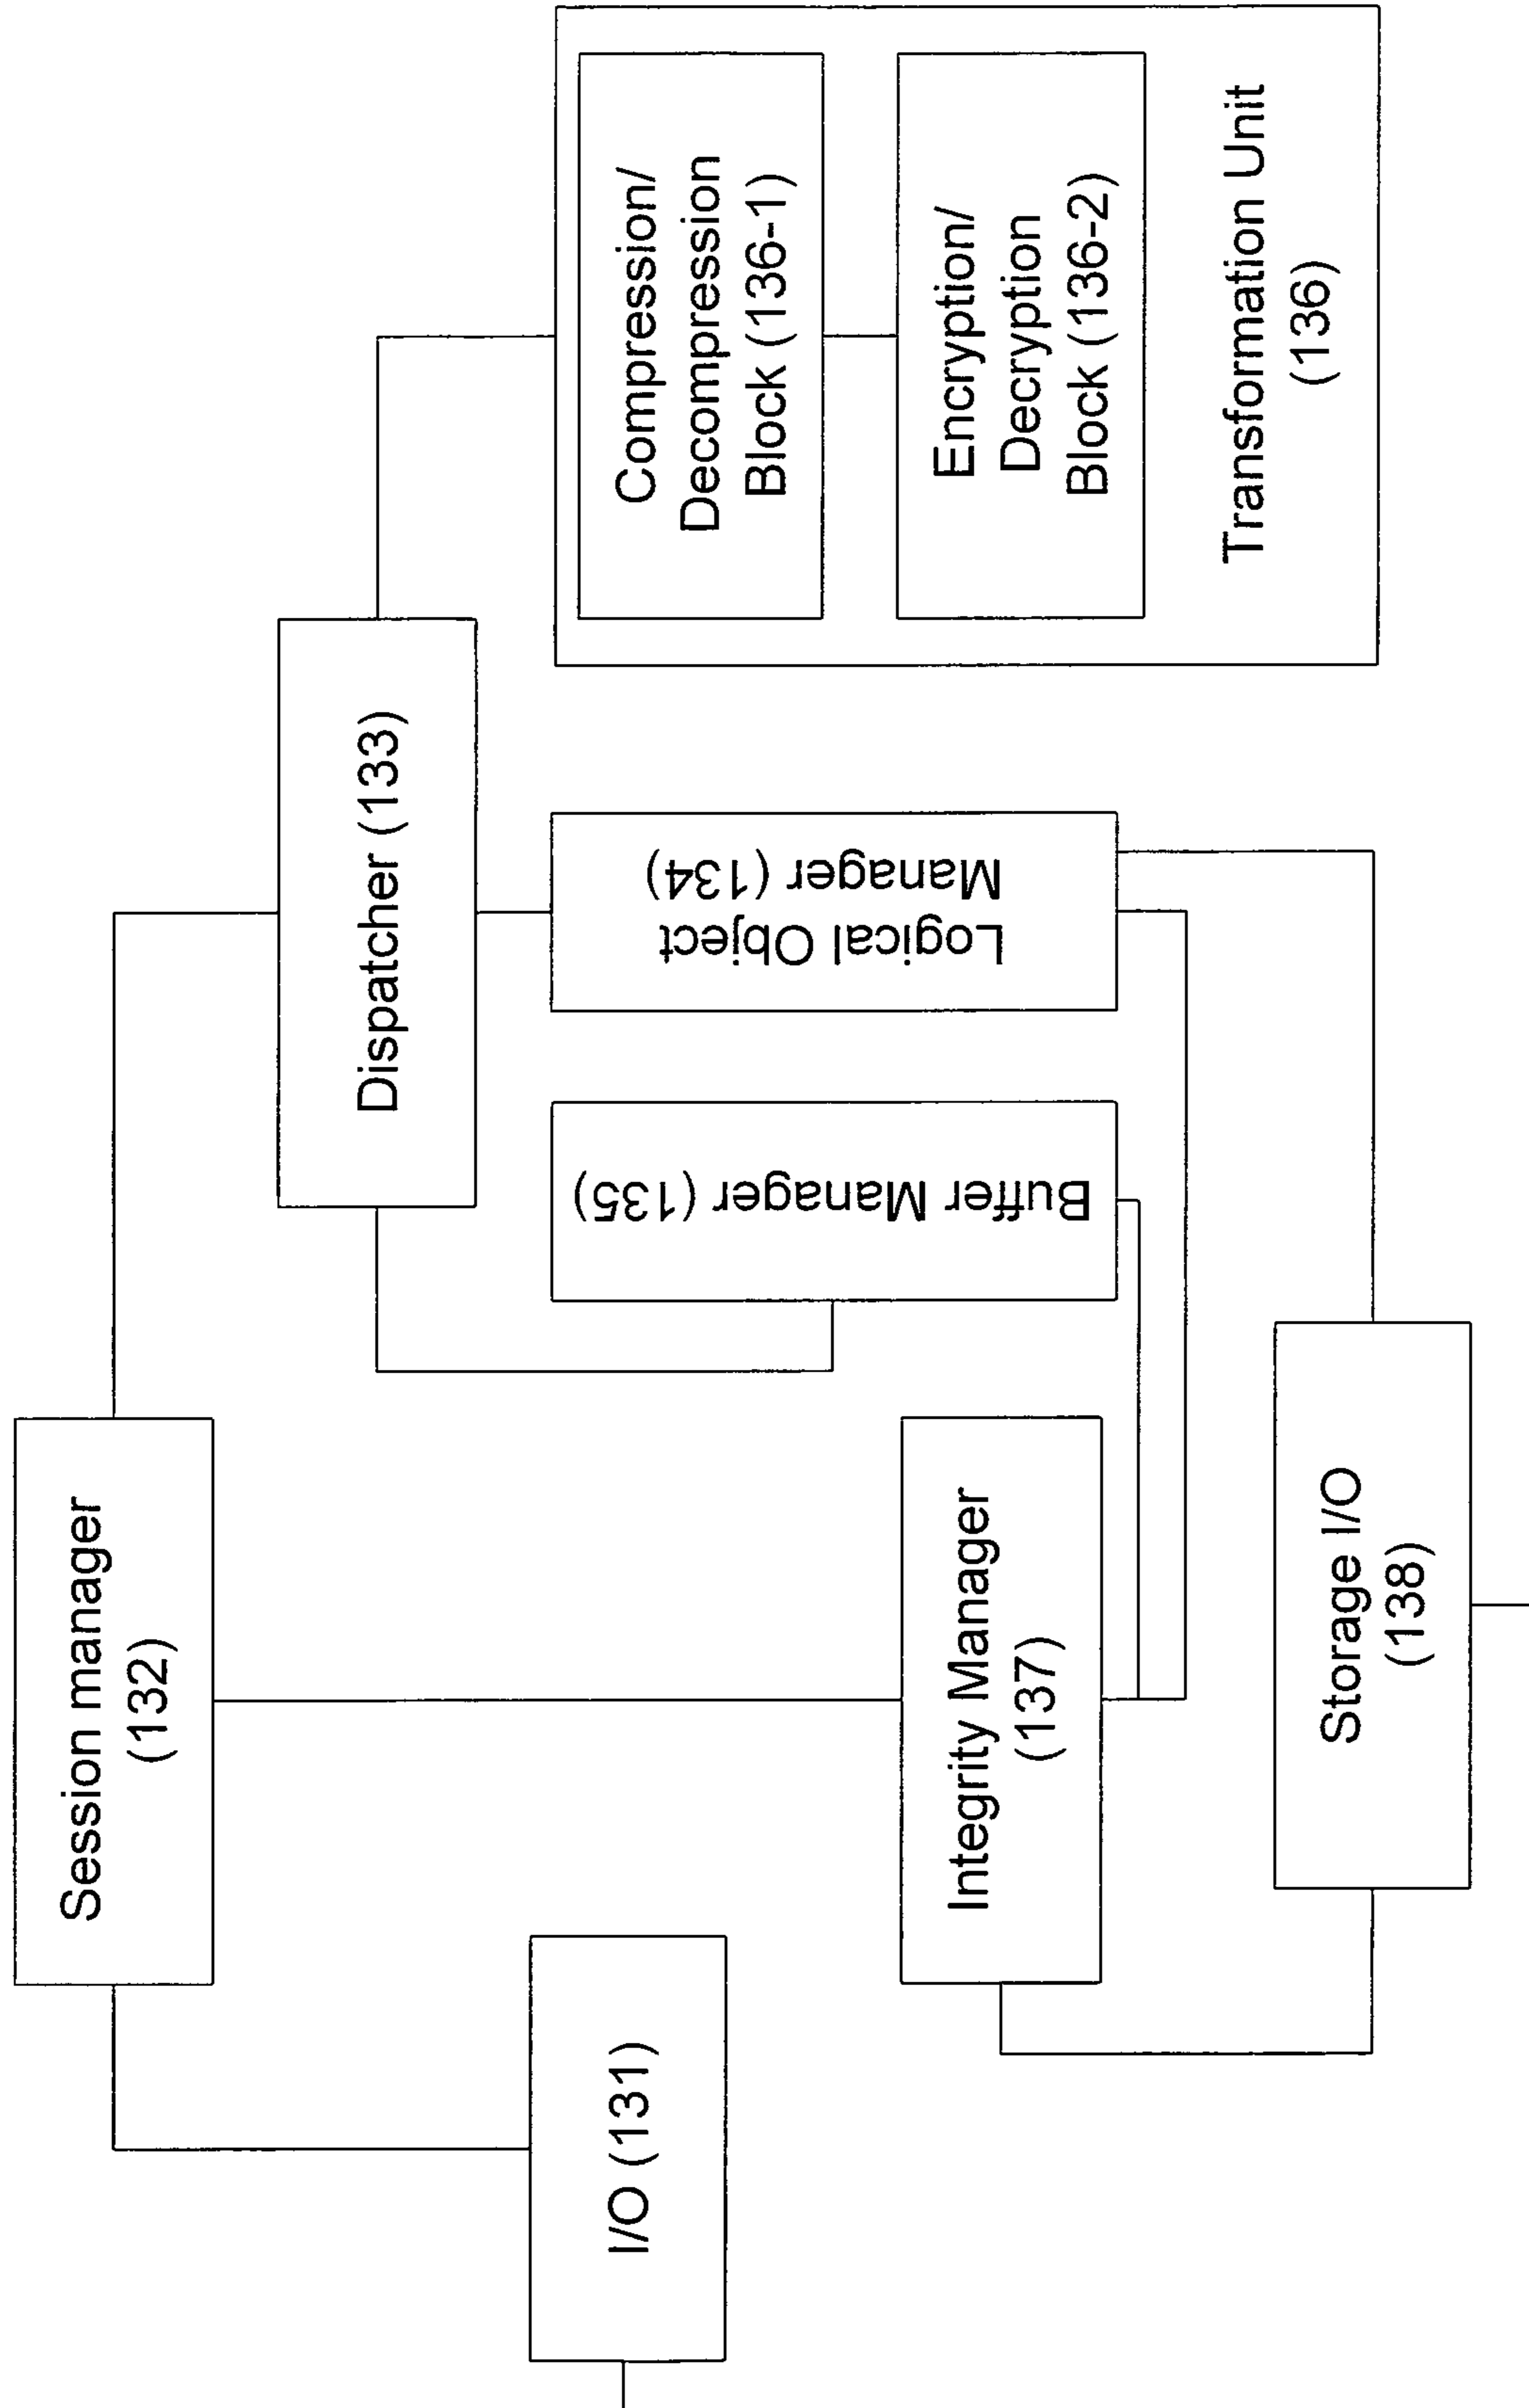 Session manager
(132)
Dispatcher (133)
I/O (131)
Integrity Manager
(137)
Buffer Manager (135)
Logical Object
Manager (134)
Compression/
Decompression
Block (136-1)
Encryption/
Decryption
Block (136-2)
Transformation Unit
(136)
Storage I/O
(138)